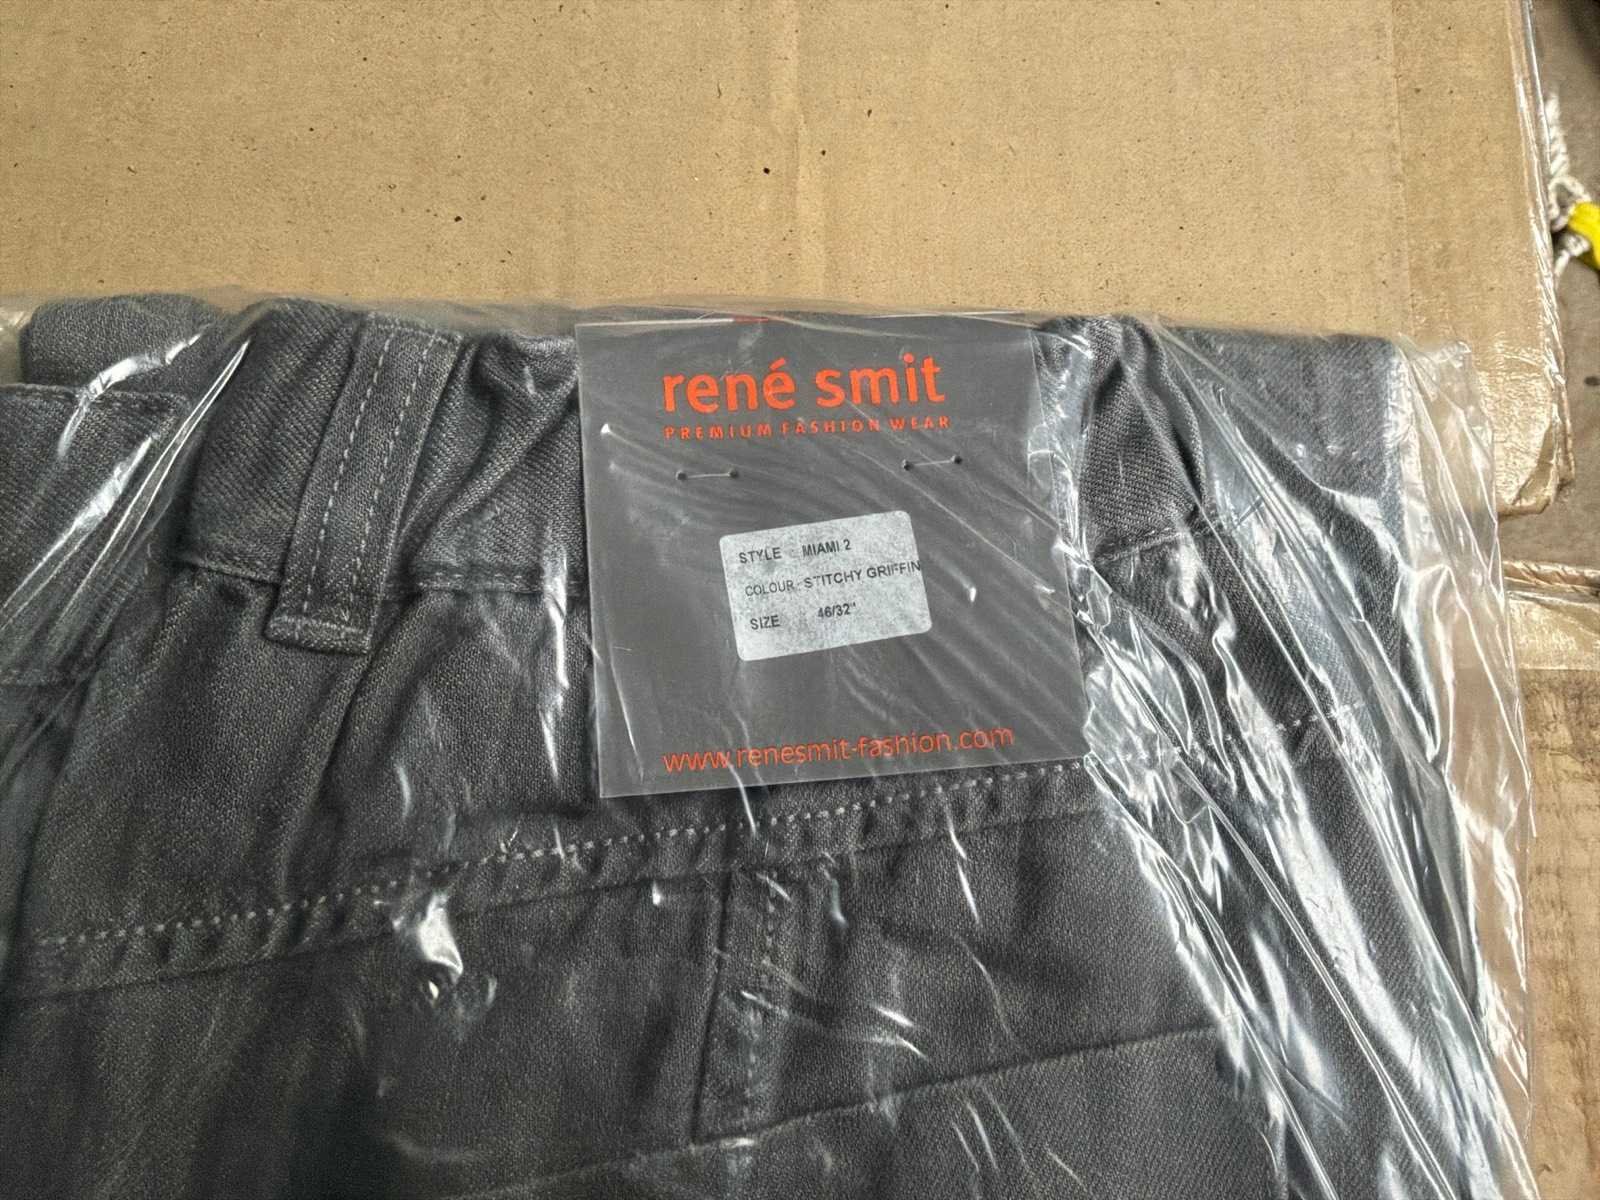 rené smit
PREMIUM FASHION WEAR
STYLE : MIAMI 2
COLOUR : STITCHY GRIFFIN
SIZE : 46/32"
www.renesmit-fashion.com